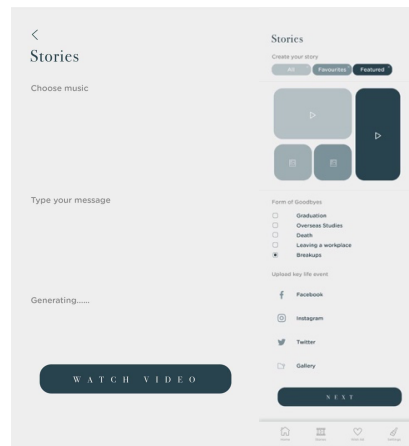 Stories
Choose music
Type your message
Generating......
WATCH VIDEO
Stories
Create your story
All
Favourites
Featured
Form of Goodbyes
Graduation
Overseas Studies
Death
Leaving a workplace
Breakups
Upload key life event
Facebook
Instagram
Twitter
Gallery
NEXT
Home